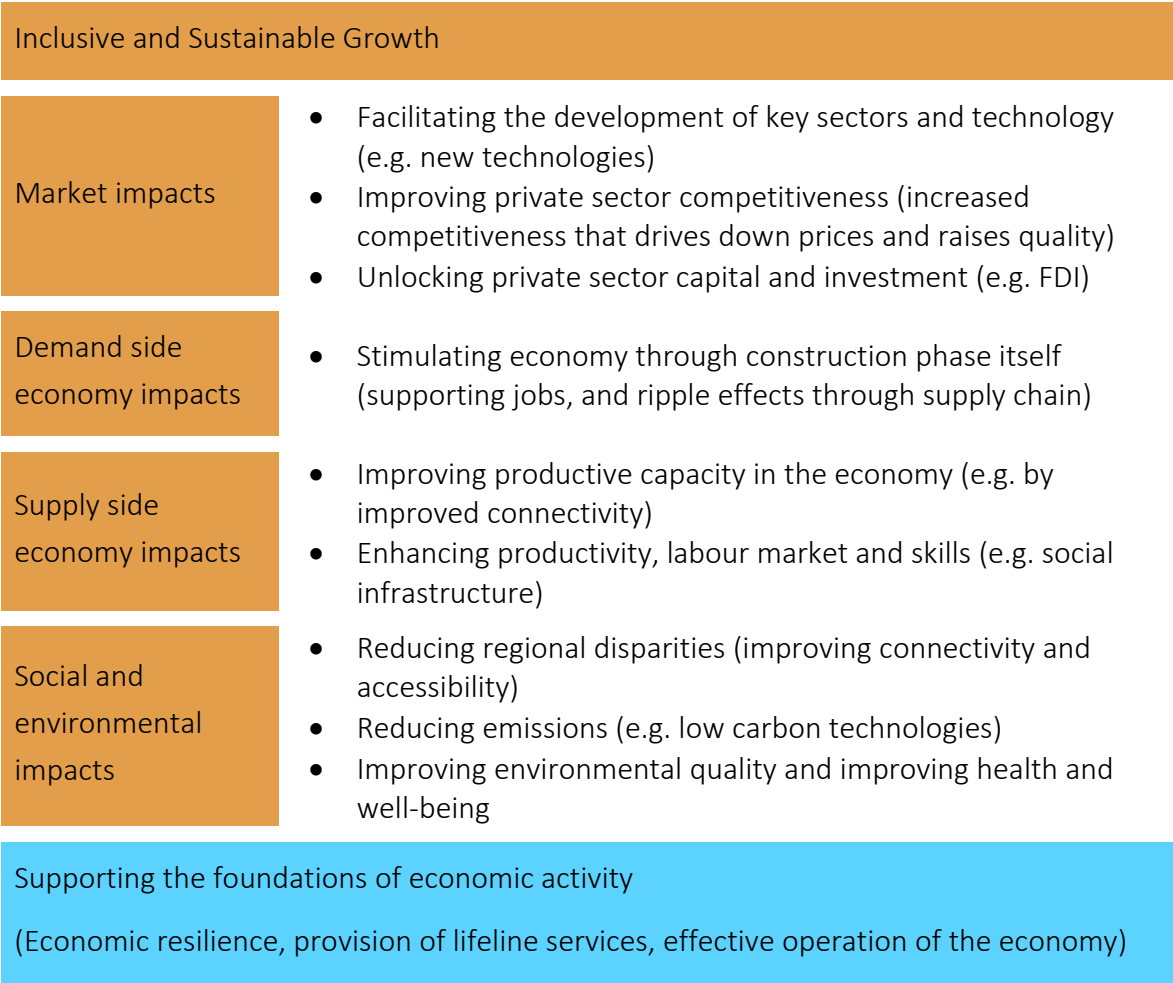 Inclusive and Sustainable Growth
Market impacts
• Facilitating the development of key sectors and technology
(e.g. new technologies)
• Improving private sector competitiveness (increased
competitiveness that drives down prices and raises quality)
• Unlocking private sector capital and investment (e.g. FDI)
Demand side
economy impacts
• Stimulating economy through construction phase itself
(supporting jobs, and ripple effects through supply chain)
Supply side
economy impacts
• Improving productive capacity in the economy (e.g. by
improved connectivity)
• Enhancing productivity, labour market and skills (e.g. social
infrastructure)
Social and
environmental
impacts
• Reducing regional disparities (improving connectivity and
accessibility)
• Reducing emissions (e.g. low carbon technologies)
• Improving environmental quality and improving health and
well-being
Supporting the foundations of economic activity
(Economic resilience, provision of lifeline services, effective operation of the economy)